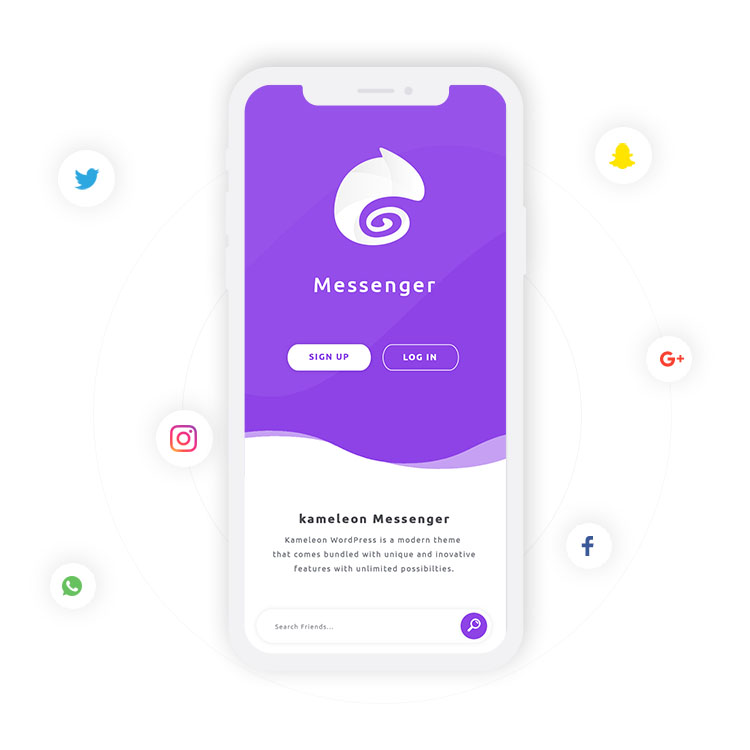 Messenger
SIGN UP LOG IN
G+
kameleon Messenger
Kameleon WordPress is a modern theme
that comes bundled with unique and inovative
features with unlimited possibilties.
Search Friends...